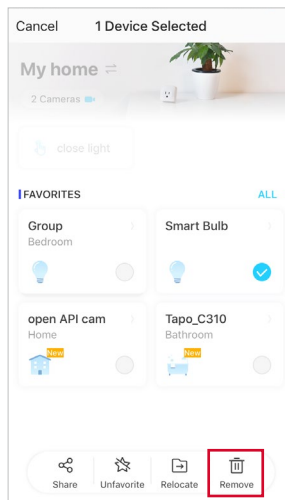 Cancel 1 Device Selected
My home
2 Cameras
close light
FAVORITES ALL
Group Smart Bulb
Bedroom
open API cam Tapo_C310
Home Bathroom
New New
Share Unfavorite Relocate Remove